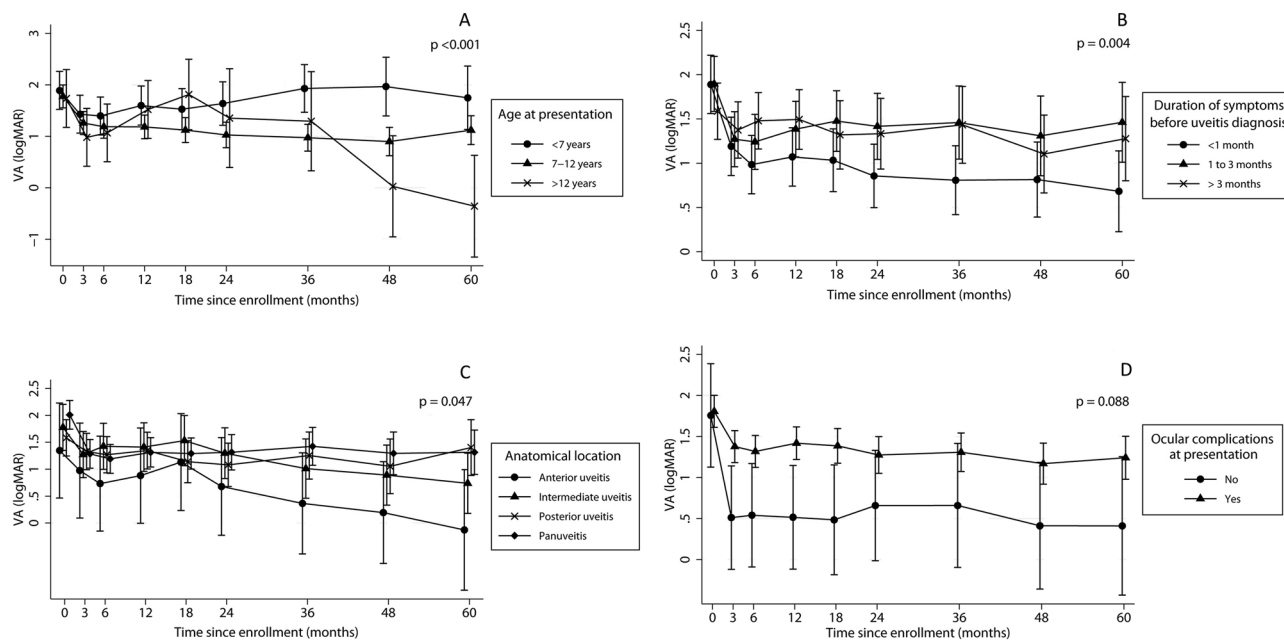 A
p <0.001
VA (logMAR)
3
2
1
0
−1
0 3 6 12 18 24 36 48 60
Time since enrollment (months)
Age at presentation
<7 years
7–12 years
>12 years
B
p = 0.004
VA (logMAR)
2.5
2
1.5
1
.5
0
0 3 6 12 18 24 36 48 60
Time since enrollment (months)
Duration of symptoms
before uveitis diagnosis
<1 month
1 to 3 months
> 3 months
C
p = 0.047
VA (logMAR)
2.5
2
1.5
1
.5
0
0 3 6 12 18 24 36 48 60
Time since enrollment (months)
Anatomical location
Anterior uveitis
Intermediate uveitis
Posterior uveitis
Panuveitis
D
p = 0.088
VA (logMAR)
2.5
2
1.5
1
.5
0
0 3 6 12 18 24 36 48 60
Time since enrollment (months)
Ocular complications
at presentation
No
Yes